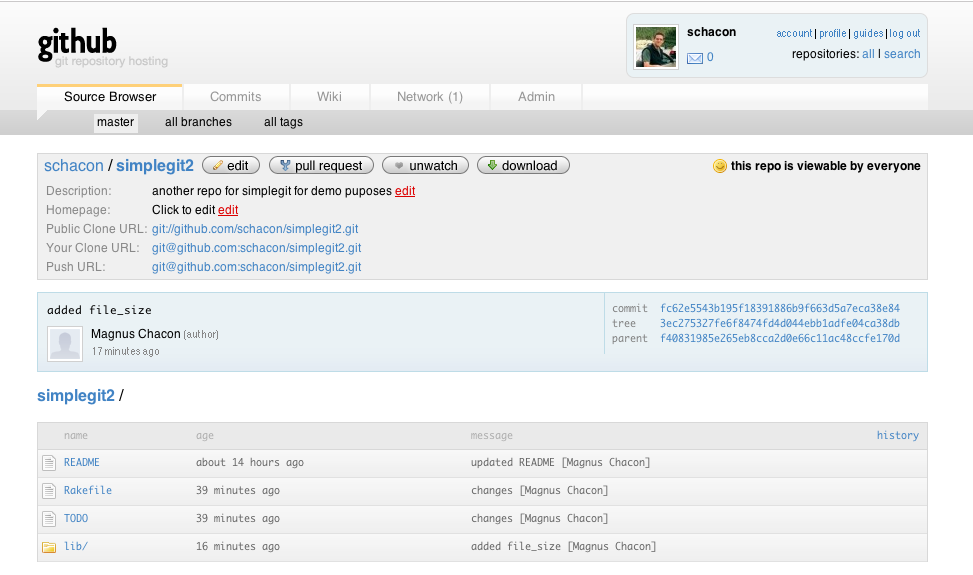 github
git repository hosting
schacon
account | profile | guides | log out
0
repositories: all | search
Source Browser Commits Wiki Network (1) Admin
master all branches all tags
schacon / simplegit2 edit pull request unwatch download this repo is viewable by everyone
Description: another repo for simplegit for demo puposes edit
Homepage: Click to edit edit
Public Clone URL: git://github.com/schacon/simplegit2.git
Your Clone URL: git@github.com:schacon/simplegit2.git
Push URL: git@github.com:schacon/simplegit2.git
added file_size
Magnus Chacon (author)
17 minutes ago
commit fc62e5543b195f18391886b9f663d5a7eca38e84
tree 3ec275327fe6f8474fd4d044ebb1adfe04ca38db
parent f40831985e265eb8cca2d0e66c11ac48ccfe170d
simplegit2 /
name age message history
README about 14 hours ago updated README [Magnus Chacon]
Rakefile 39 minutes ago changes [Magnus Chacon]
TODO 39 minutes ago changes [Magnus Chacon]
lib/ 16 minutes ago added file_size [Magnus Chacon]